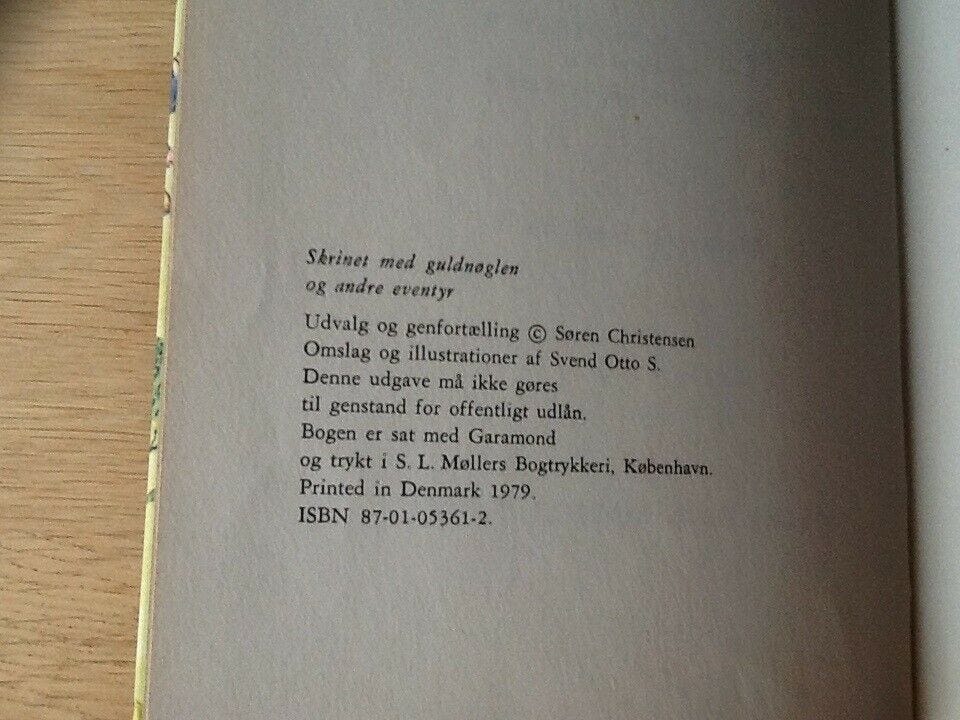 Skrinet med guldnøglen
og andre eventyr
Udvalg og genfortælling © Søren Christensen
Omslag og illustrationer af Svend Otto S.
Denne udgave må ikke gøres
til genstand for offentligt udlån.
Bogen er sat med Garamond
og trykt i S. L. Møllers Bogtrykkeri, København.
Printed in Denmark 1979.
ISBN 87-01-05361-2.